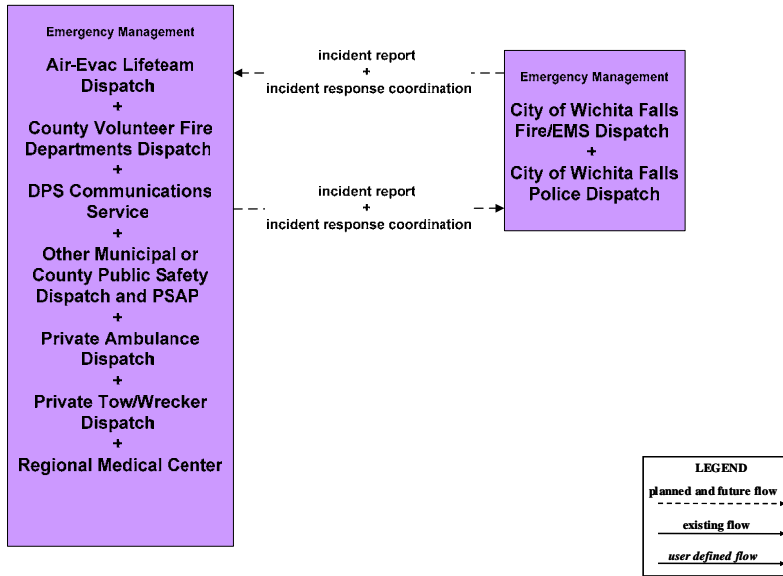 Emergency Management
Air-Evac Lifeteam
Dispatch
+
County Volunteer Fire
Departments Dispatch
+
DPS Communications
Service
+
Other Municipal or
County Public Safety
Dispatch and PSAP
+
Private Ambulance
Dispatch
+
Private Tow/Wrecker
Dispatch
+
Regional Medical Center
incident report
+
incident response coordination
incident report
+
incident response coordination
Emergency Management
City of Wichita Falls
Fire/EMS Dispatch
+
City of Wichita Falls
Police Dispatch
LEGEND
planned and future flow
existing flow
user defined flow